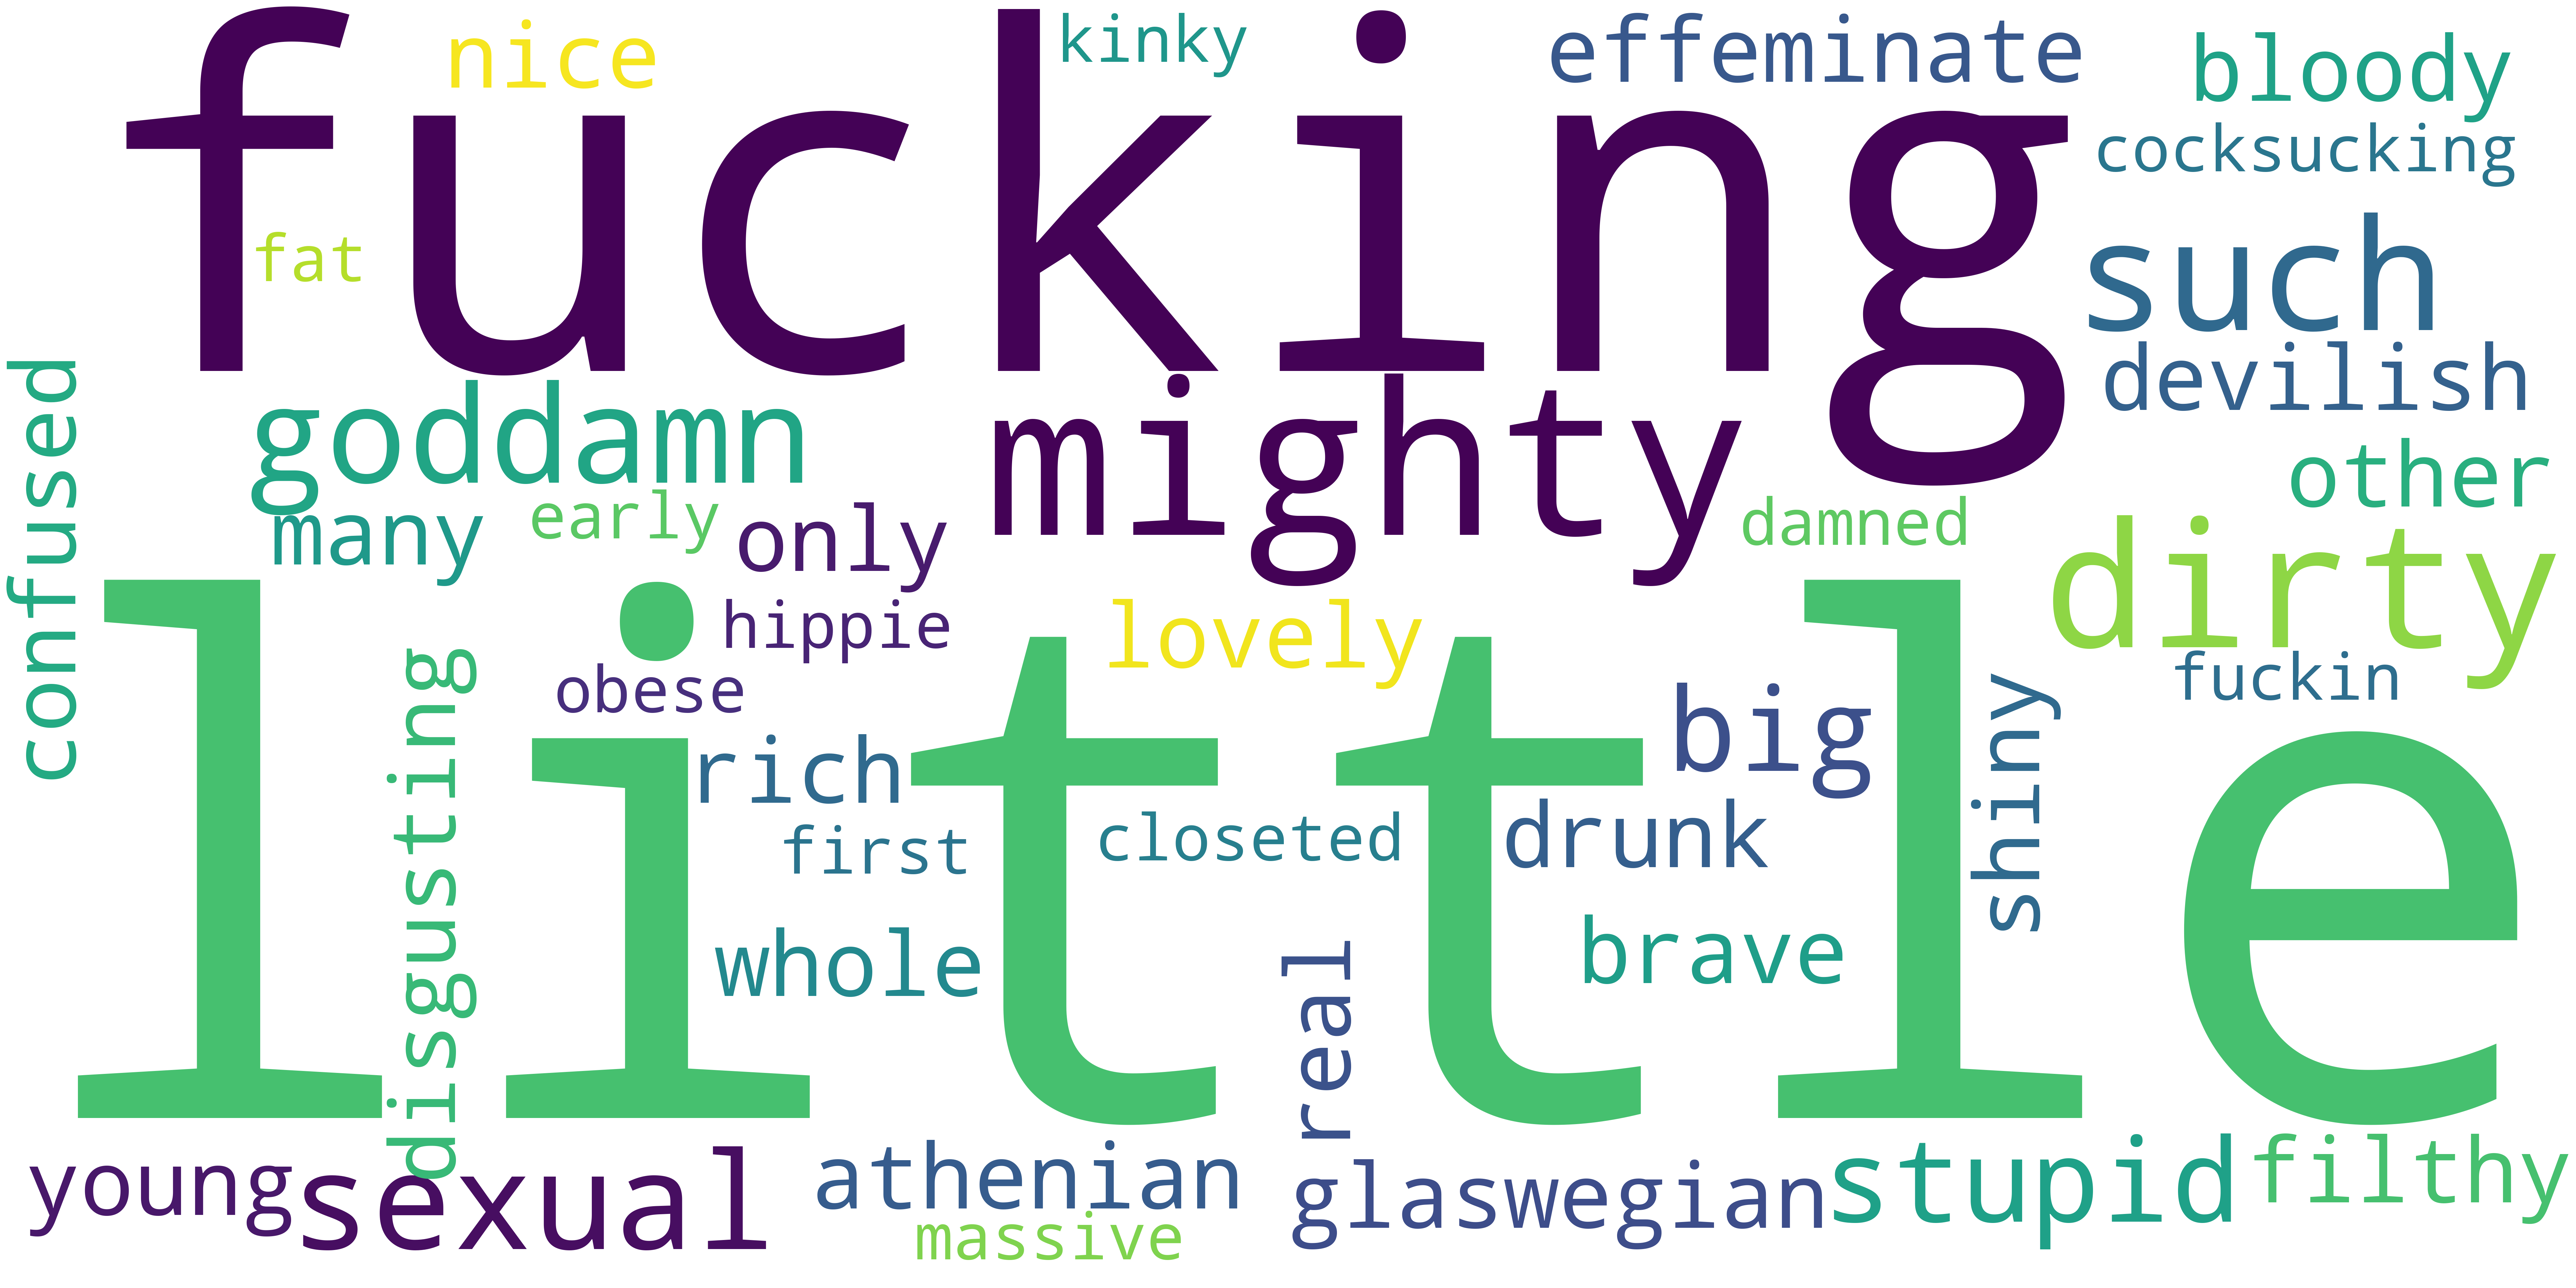 fucking
nice
kinky
effeminate
bloody
cocksucking
fat
such
devilish
confused
goddamn
mighty
other
many
early
only
damned
dirty
little
hippie
lovely
obese
fuckin
disgusting
rich
big
shiny
first
closeted
drunk
whole
real
brave
young
sexual
athenian
massive
glaswegian
stupid
filthy